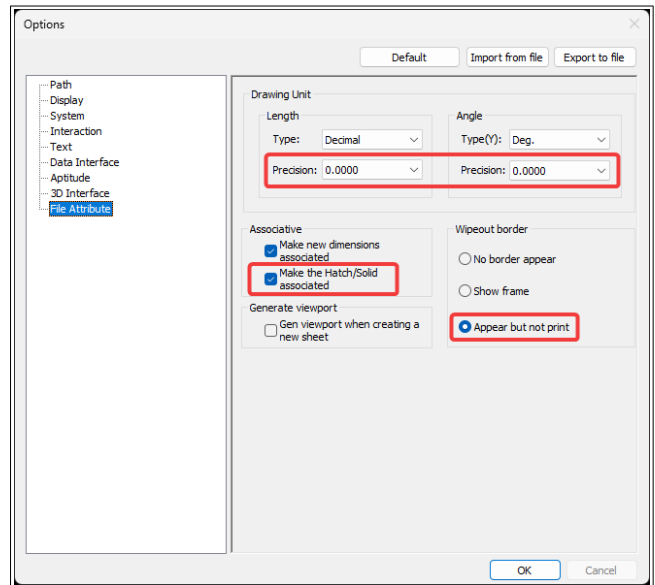 Options
Default
Import from file
Export to file
Path
Display
System
Interaction
Text
Data Interface
Aptitude
3D Interface
File Attribute
Drawing Unit
Length
Type:
Decimal
Precision:
0.0000
Angle
Type(Y):
Deg.
Precision:
0.0000
Associative
Make new dimensions
associated
Make the Hatch/Solid
associated
Generate viewport
Gen viewport when creating a
new sheet
Wipeout border
No border appear
Show frame
Appear but not print
OK
Cancel